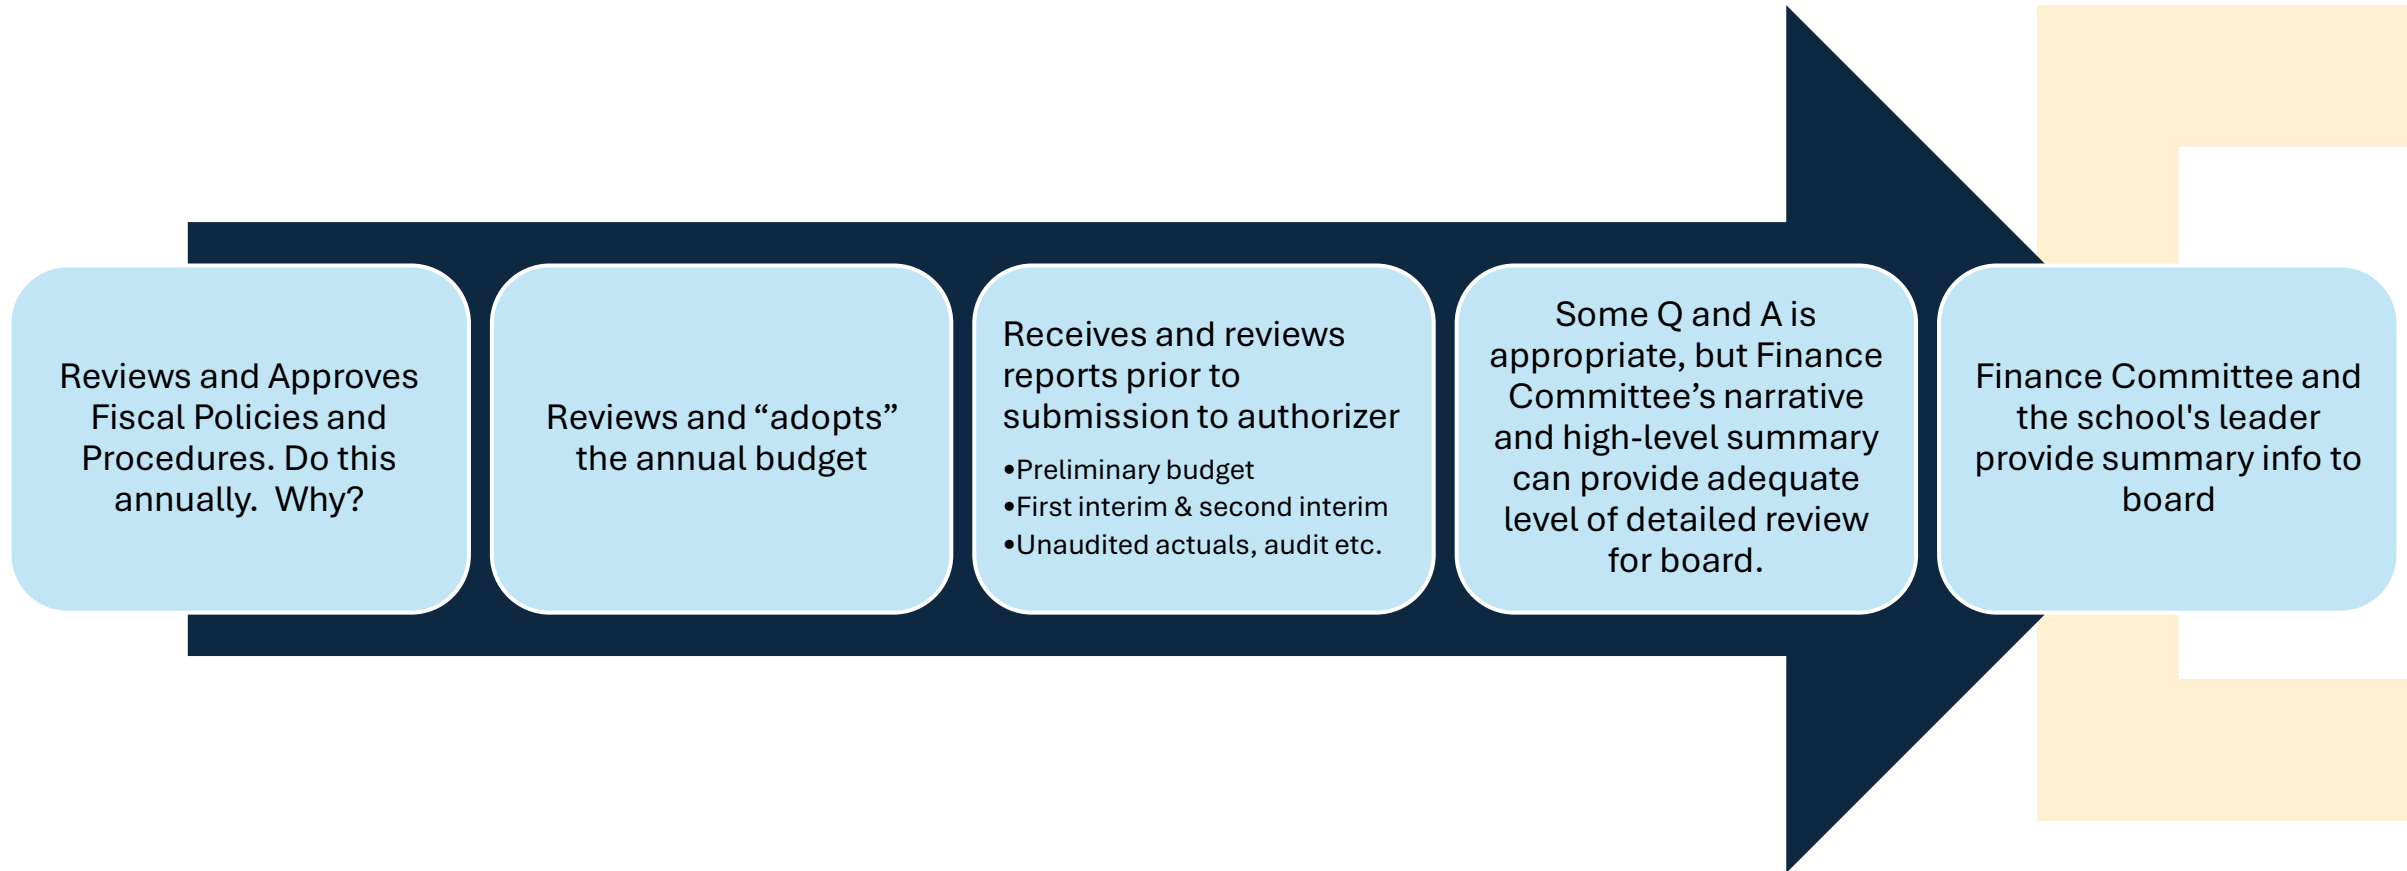 Reviews and Approves
Fiscal Policies and
Procedures. Do this
annually.  Why?
Reviews and “adopts”
the annual budget
Receives and reviews
reports prior to
submission to authorizer
•Preliminary budget
•First interim & second interim
•Unaudited actuals, audit etc.
Some Q and A is
appropriate, but Finance
Committee’s narrative
and high-level summary
can provide adequate
level of detailed review
for board.
Finance Committee and
the school's leader
provide summary info to
board